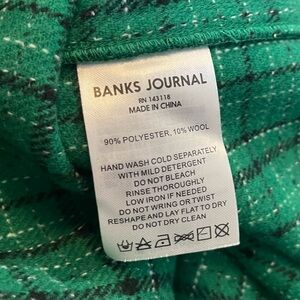 BANKS JOURNAL
RN 143118
MADE IN CHINA
90% POLYESTER, 10% WOOL
HAND WASH COLD SEPARATELY
WITH MILD DETERGENT
DO NOT BLEACH
RINSE THOROUGHLY
LOW IRON IF NEEDED
DO NOT WRING OR TWIST
RESHAPE AND LAY FLAT TO DRY
DO NOT DRY CLEAN